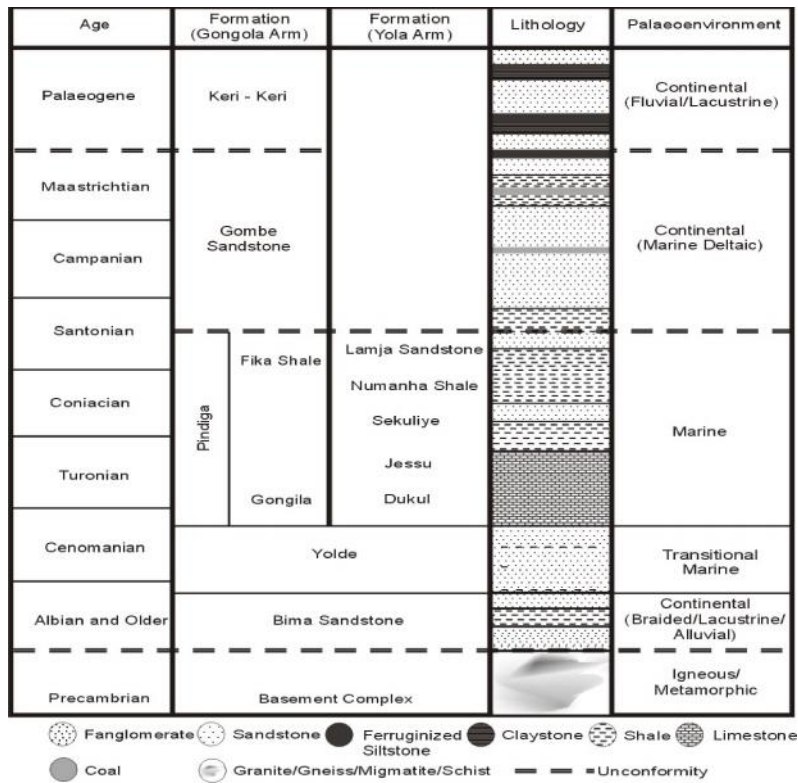 Age
Formation
(Gongola Arm)
Formation
(Yola Arm)
Lithology
Palaeoenvironment
Palaeogene
Keri - Keri
Continental
(Fluvial/Lacustrine)
Maastrichtian
Gombe
Sandstone
Continental
(Marine Deltaic)
Campanian
Santonian
Lamja Sandstone
Fika Shale
Numanha Shale
Coniacian
Sekuliye
Pindiga
Marine
Jessu
Turonian
Gongila
Dukul
Cenomanian
Yolde
Transitional
Marine
Albian and Older
Bima Sandstone
Continental
(Braided/Lacustrine/
Alluvial)
Precambrian
Basement Complex
Igneous/
Metamorphic
Fanglomerate
Sandstone
Ferruginized
Siltstone
Claystone
Shale
Limestone
Coal
Granite/Gneiss/Migmatite/Schist
Unconformity